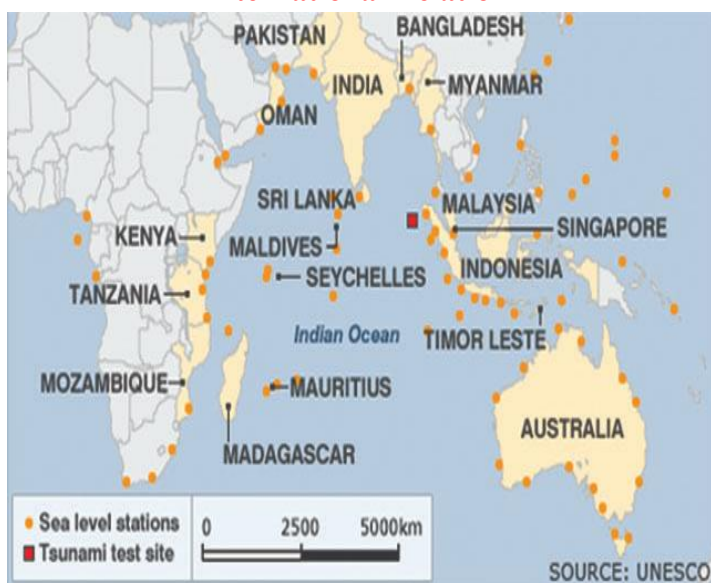 PAKISTAN
BANGLADESH
INDIA
MYANMAR
OMAN
SRI LANKA
MALAYSIA
SINGAPORE
KENYA
MALDIVES
SEYCHELLES
INDONESIA
TANZANIA
Indian Ocean
TIMOR LESTE
MOZAMBIQUE
MAURITIUS
AUSTRALIA
MADAGASCAR
Sea level stations
Tsunami test site
0 2500 5000km
SOURCE: UNESCO